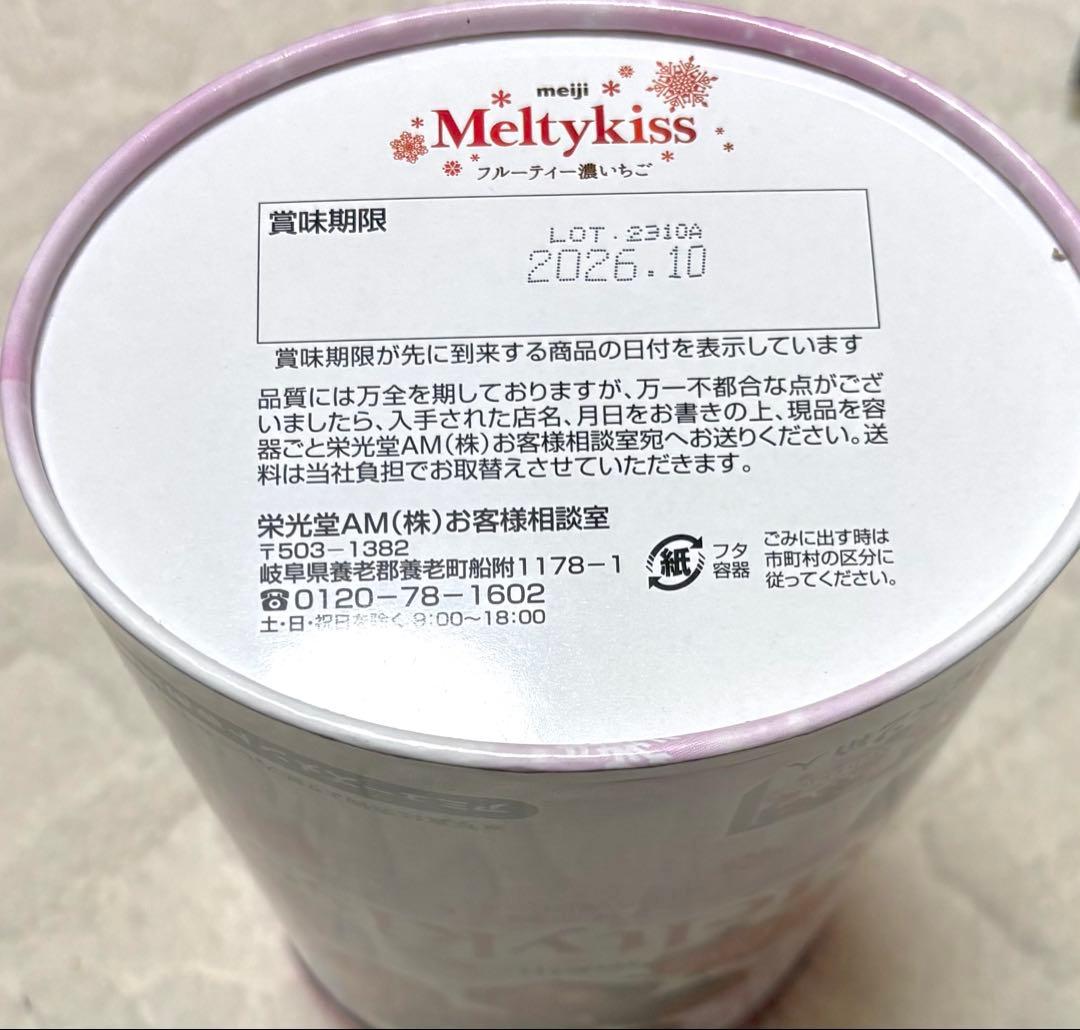 meiji
Meltykiss
フルーティー濃いちご
賞味期限
LOT.2310A
2026.10
賞味期限が先に到来する商品の日付を表示しています
品質には万全を期しておりますが、万一不都合な点がござ
いましたら、入手された店名、月日をお書きの上、現品を容
器ごと栄光堂AM(株)お客様相談室宛へお送りください。送
料は当社負担でお取替えさせていただきます。
栄光堂AM(株)お客様相談室
〒503－1382
岐阜県養老郡養老町船附1178－1
☎0120－78－1602
土・日・祝日を除く 9:00〜18:00
紙
フタ
容器
ごみに出す時は
市町村の区分に
従ってください。